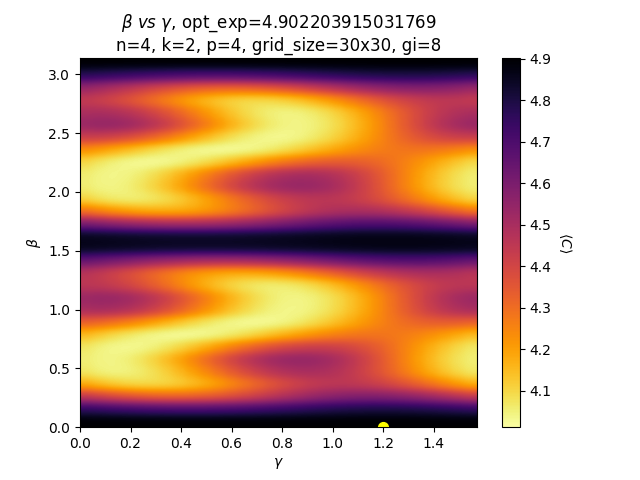 β vs γ, opt_exp=4.902203915031769
n=4, k=2, p=4, grid_size=30x30, gi=8
3.0
2.5
2.0
1.5
1.0
0.5
0.0
β
0.0 0.2 0.4 0.6 0.8 1.0 1.2 1.4
γ
4.9
4.8
4.7
4.6
4.5
4.4
4.3
4.2
4.1
⟨C⟩